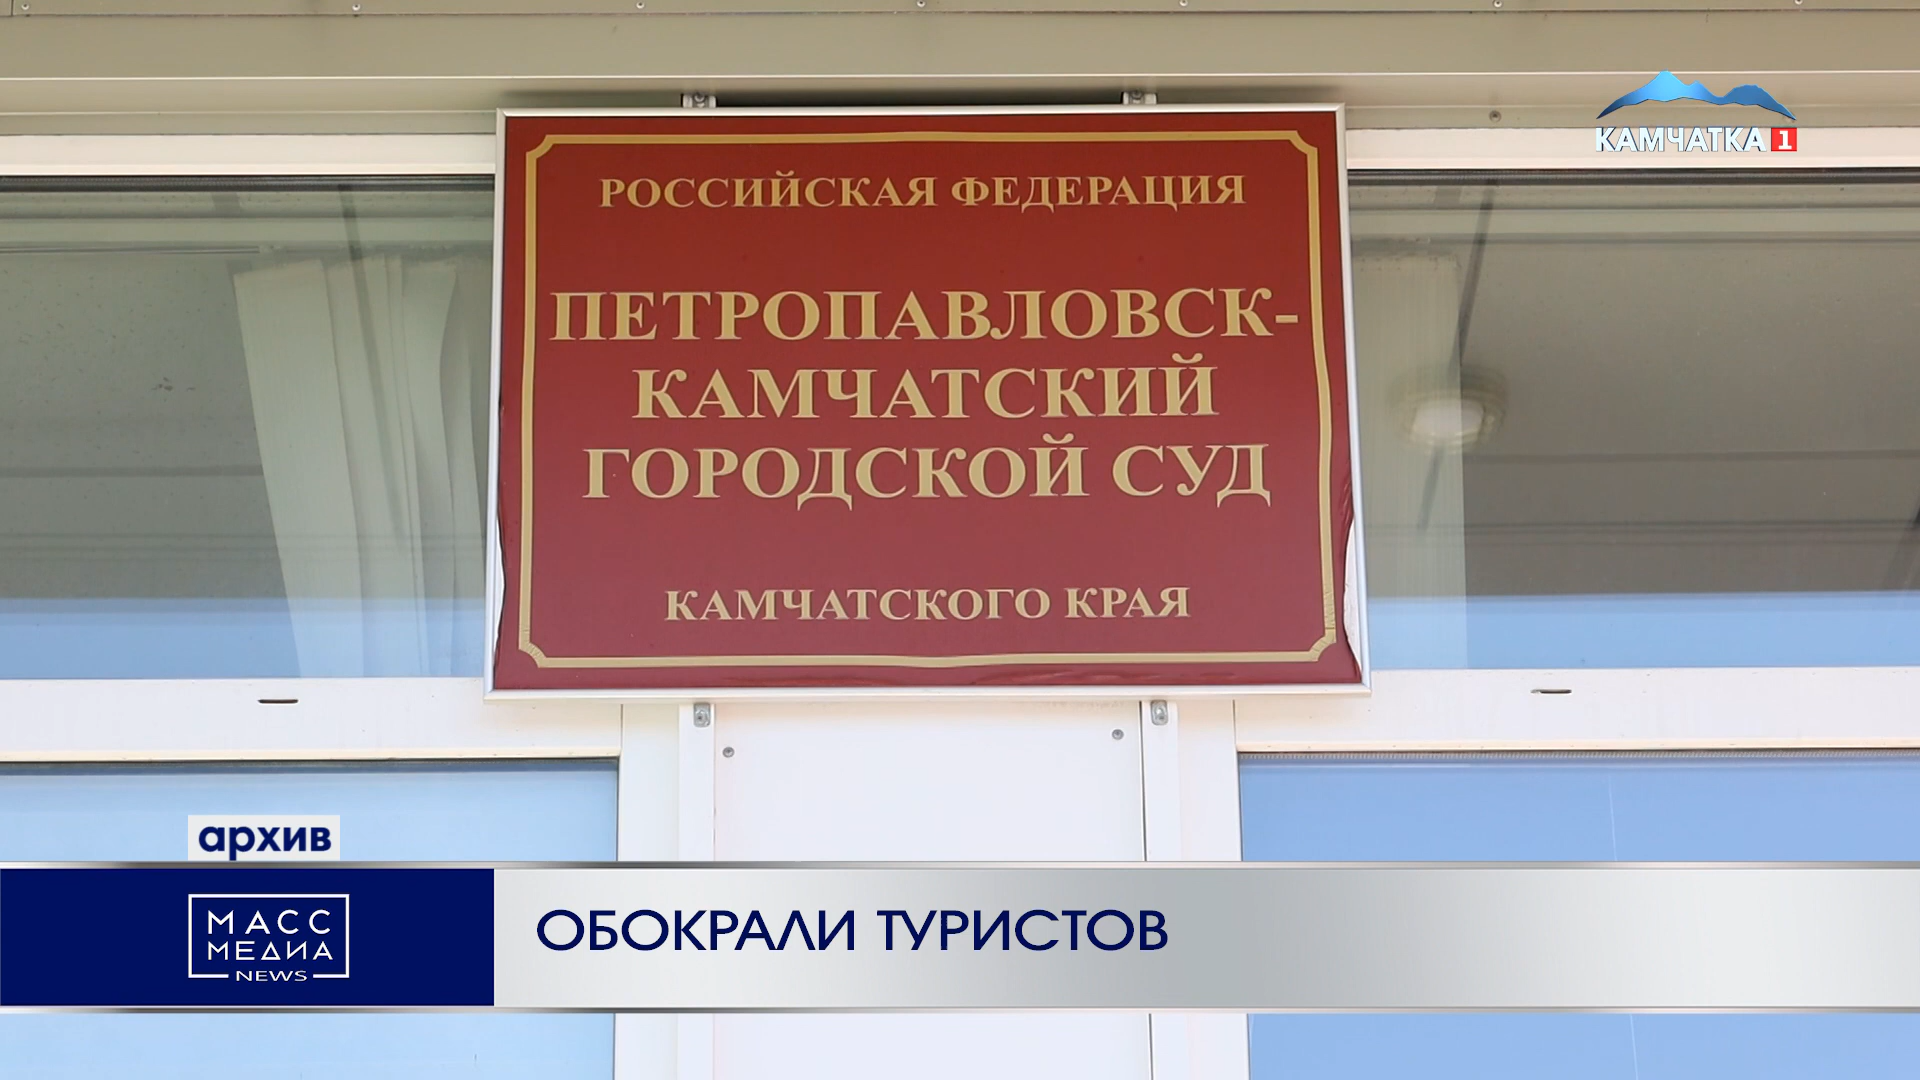 КАМЧАТКА 1
РОССИЙСКАЯ ФЕДЕРАЦИЯ
ПЕТРОПАВЛОВСК-
КАМЧАТСКИЙ
ГОРОДСКОЙ СУД
КАМЧАТСКОГО КРАЯ
архив
МАСС
МЕДИА
NEWS
ОБОКРАЛИ ТУРИСТОВ